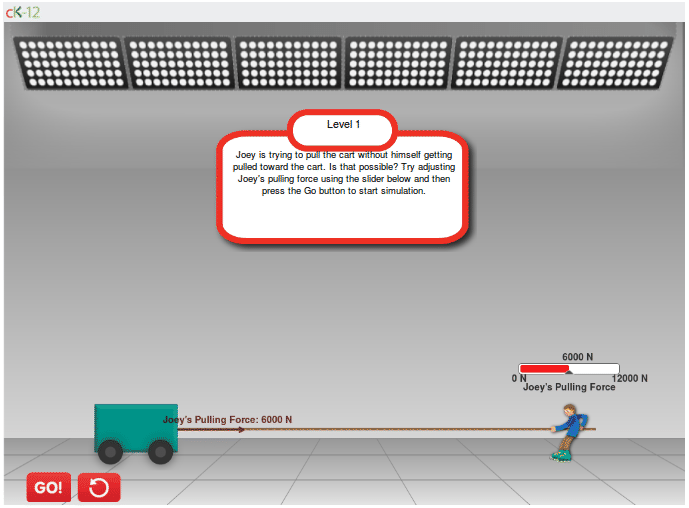 cK-12
Level 1
Joey is trying to pull the cart without himself getting
pulled toward the cart. Is that possible? Try adjusting
Joey's pulling force using the slider below and then
press the Go button to start simulation.
6000 N
0 N
12000 N
Joey's Pulling Force
Joey's Pulling Force: 6000 N
GO!